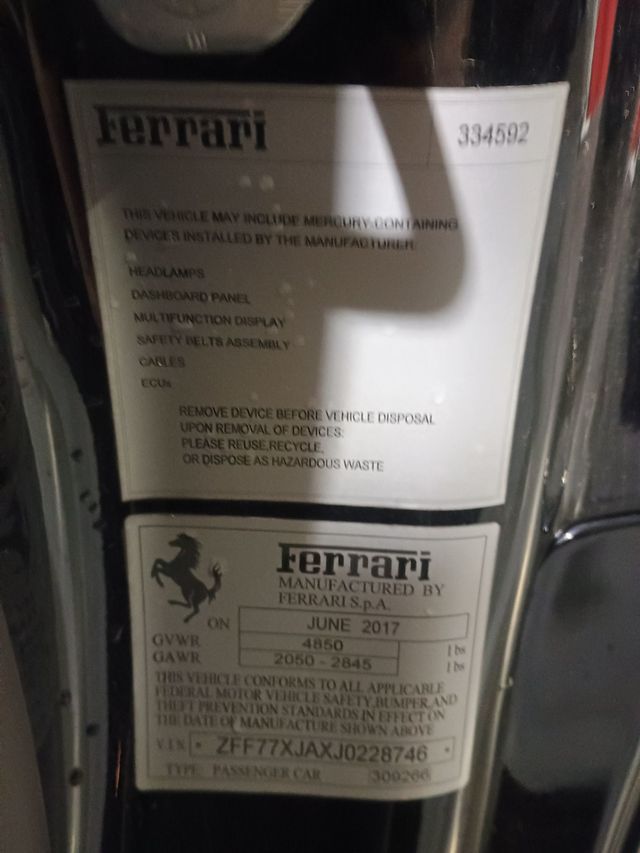 Ferrari
334592
THIS VEHICLE MAY INCLUDE MERCURY-CONTAINING
DEVICES INSTALLED BY THE MANUFACTURER:
HEADLAMPS
DASHBOARD PANEL
MULTIFUNCTION DISPLAY
SAFETY BELTS ASSEMBLY
CABLES
ECUs
REMOVE DEVICE BEFORE VEHICLE DISPOSAL
UPON REMOVAL OF DEVICES:
PLEASE REUSE,RECYCLE,
OR DISPOSE AS HAZARDOUS WASTE
Ferrari
MANUFACTURED BY
FERRARI S.p.A.
ON JUNE 2017
GVWR 4850 lbs
GAWR 2050 - 2845 lbs
THIS VEHICLE CONFORMS TO ALL APPLICABLE
FEDERAL MOTOR VEHICLE SAFETY,BUMPER,AND
THEFT PREVENTION STANDARDS IN EFFECT ON
THE DATE OF MANUFACTURE SHOWN ABOVE
V.I.N • ZFF77XJAXJ0228746 •
TYPE: PASSENGER CAR 309266